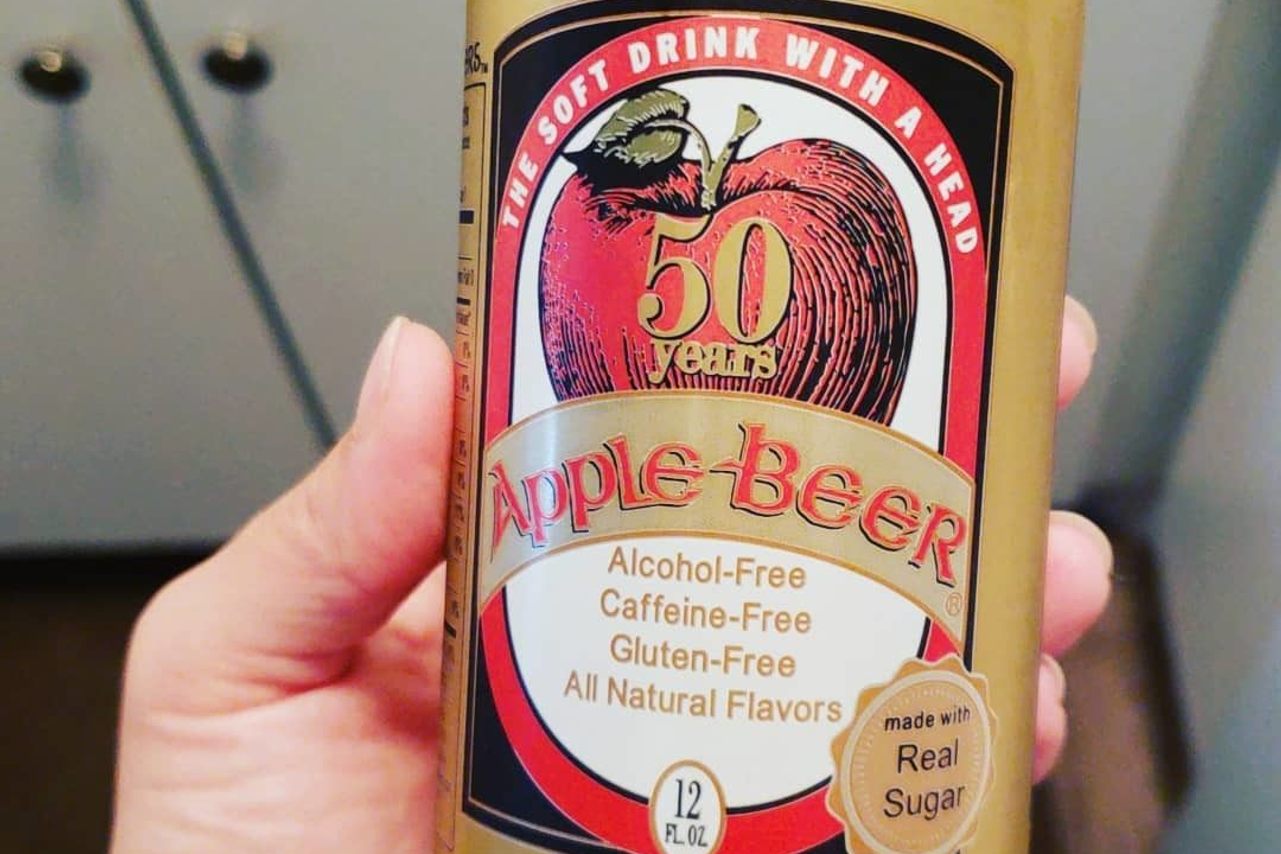 THE SOFT DRINK WITH A HEAD
50
years
Apple Beer
®
Alcohol-Free
Caffeine-Free
Gluten-Free
All Natural Flavors
made with
Real
Sugar
12
FL. OZ